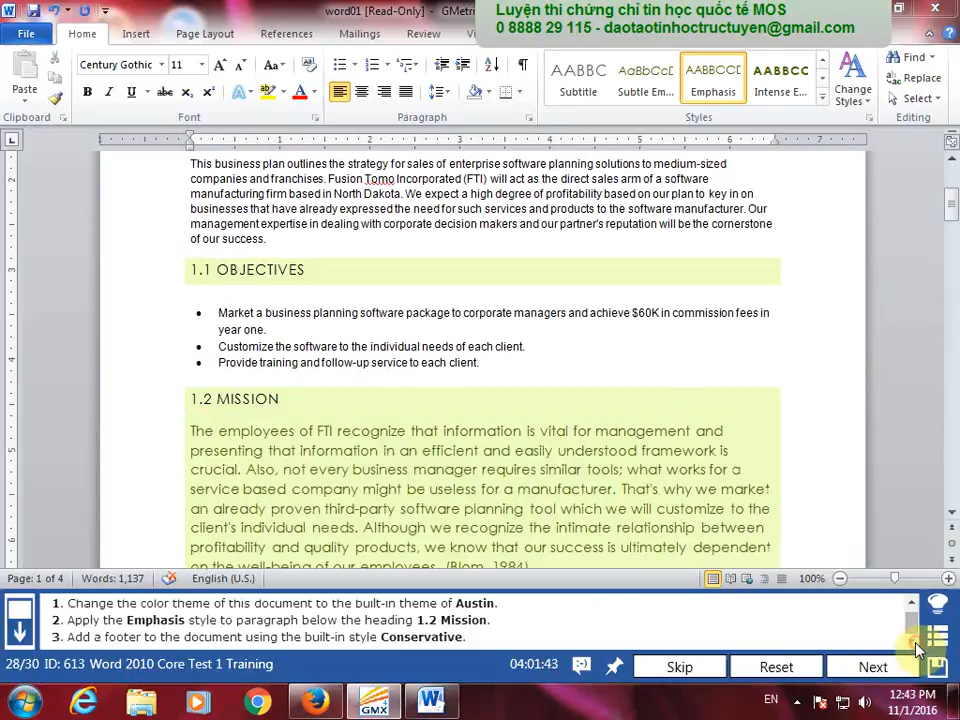 word01 [Read-Only] - GMetri
Luyện thi chứng chỉ tin học quốc tế MOS
0 8888 29 115 - daotaotinhoctructuyen@gmail.com
File Home Insert Page Layout References Mailings Review
Paste
Clipboard
Century Gothic 11
Font
Paragraph
AABBC AaBbCcL AABBCCD AABBCC
Subtitle Subtle Em... Emphasis Intense E...
Change
Styles
Styles
Find
Replace
Select
Editing
1 1 2 3 4 5 6 7
This business plan outlines the strategy for sales of enterprise software planning solutions to medium-sized
companies and franchises. Fusion Tomo Incorporated (FTI) will act as the direct sales arm of a software
manufacturing firm based in North Dakota. We expect a high degree of profitability based on our plan to key in on
businesses that have already expressed the need for such services and products to the software manufacturer. Our
management expertise in dealing with corporate decision makers and our partner's reputation will be the cornerstone
of our success.
1.1 OBJECTIVES
• Market a business planning software package to corporate managers and achieve $60K in commission fees in
year one.
• Customize the software to the individual needs of each client.
• Provide training and follow-up service to each client.
1.2 MISSION
The employees of FTI recognize that information is vital for management and
presenting that information in an efficient and easily understood framework is
crucial. Also, not every business manager requires similar tools; what works for a
service based company might be useless for a manufacturer. That's why we market
an already proven third-party software planning tool which we will customize to the
client's individual needs. Although we recognize the intimate relationship between
profitability and quality products, we know that our success is ultimately dependent
on the well-being of our employees. (Blom, 1984)
Page: 1 of 4 Words: 1,137 English (U.S.) 100%
1. Change the color theme of this document to the built-in theme of Austin.
2. Apply the Emphasis style to paragraph below the heading 1.2 Mission.
3. Add a footer to the document using the built-in style Conservative.
28/30 ID: 613 Word 2010 Core Test 1 Training 04:01:43 Skip Reset Next
EN 12:43 PM
11/1/2016